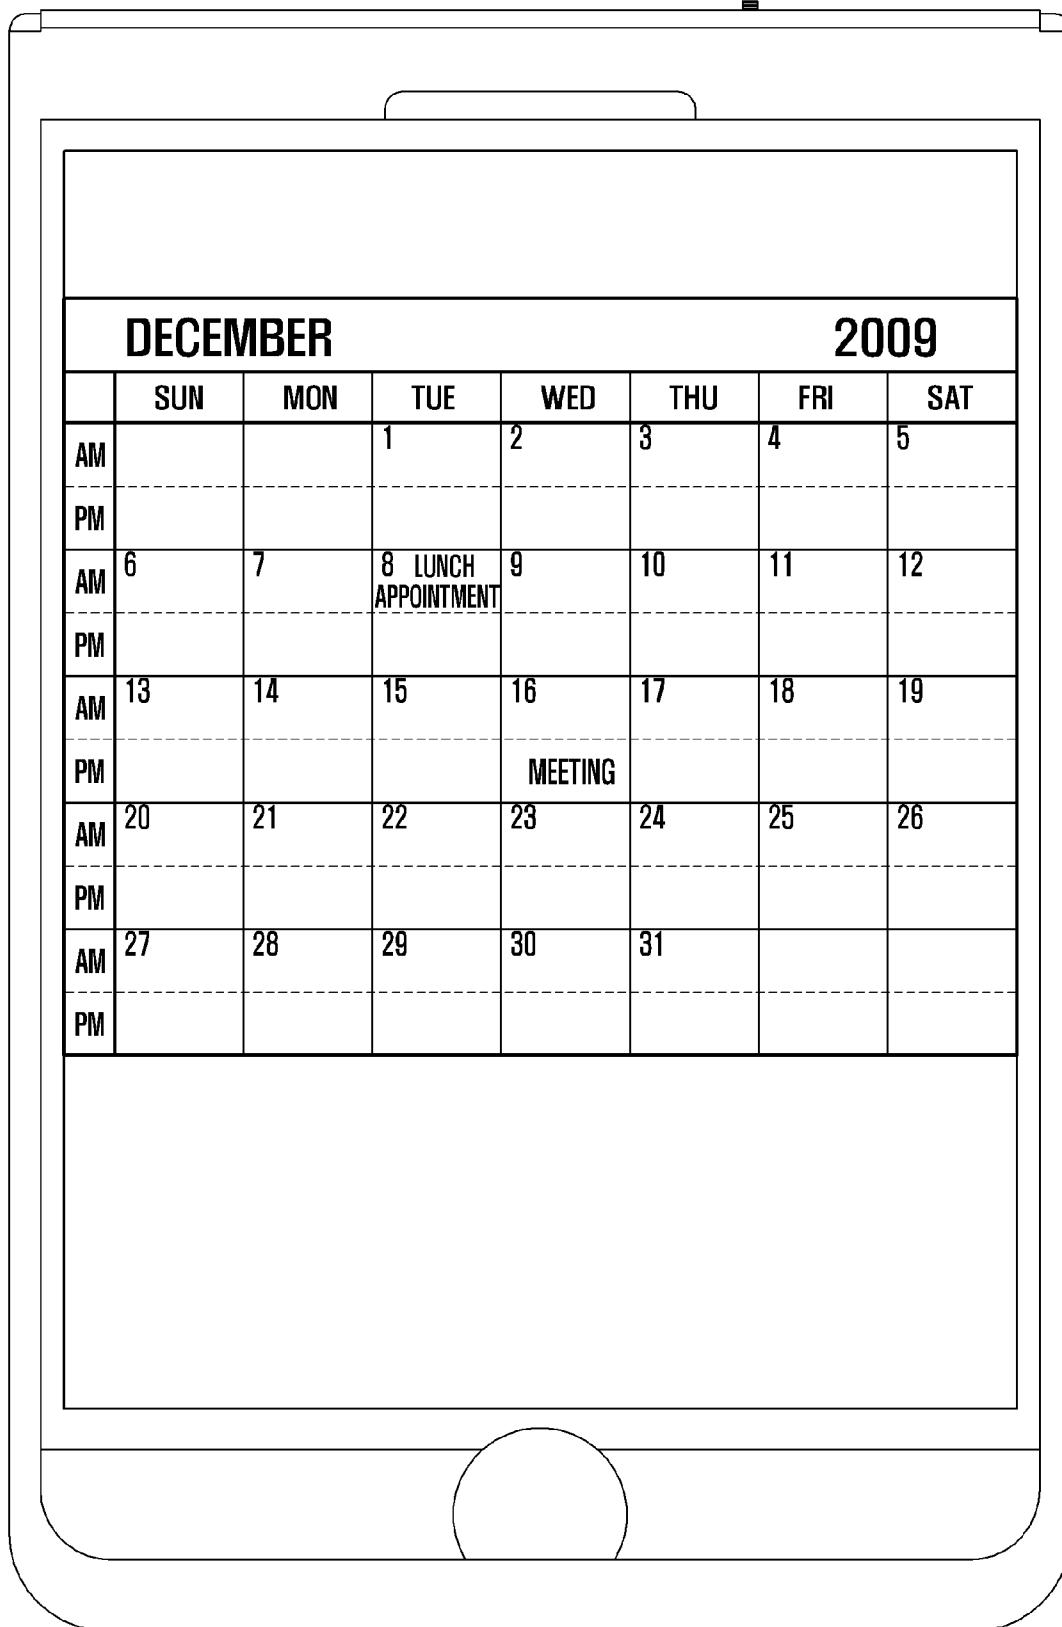 DECEMBER 2009
SUN MON TUE WED THU FRI SAT
AM 1 2 3 4 5
PM
AM 6 7 8 LUNCH 9 10 11 12
APPOINTMENT
PM
AM 13 14 15 16 17 18 19
PM MEETING
AM 20 21 22 23 24 25 26
PM
AM 27 28 29 30 31
PM